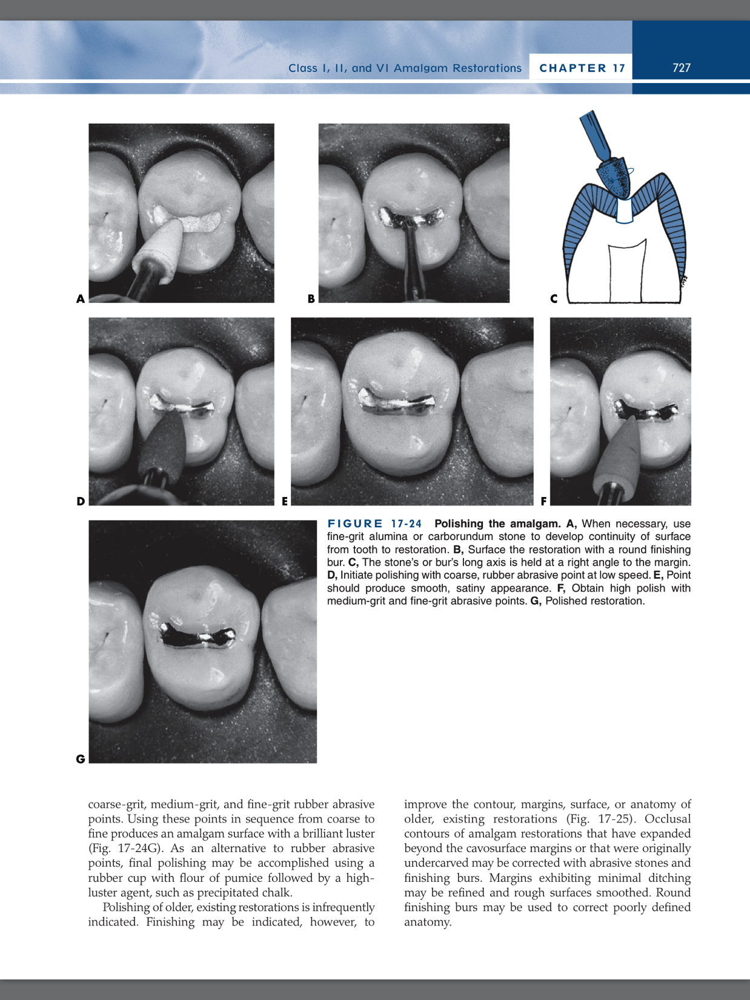 Class I, II, and VI Amalgam Restorations CHAPTER 17 727
A
B
C
D
E
F
G
FIGURE 17-24 Polishing the amalgam. A, When necessary, use
fine-grit alumina or carborundum stone to develop continuity of surface
from tooth to restoration. B, Surface the restoration with a round finishing
bur. C, The stone's or bur's long axis is held at a right angle to the margin.
D, Initiate polishing with coarse, rubber abrasive point at low speed. E, Point
should produce smooth, satiny appearance. F, Obtain high polish with
medium-grit and fine-grit abrasive points. G, Polished restoration.
coarse-grit, medium-grit, and fine-grit rubber abrasive
points. Using these points in sequence from coarse to
fine produces an amalgam surface with a brilliant luster
(Fig. 17-24G). As an alternative to rubber abrasive
points, final polishing may be accomplished using a
rubber cup with flour of pumice followed by a high-
luster agent, such as precipitated chalk.
Polishing of older, existing restorations is infrequently
indicated. Finishing may be indicated, however, to
improve the contour, margins, surface, or anatomy of
older, existing restorations (Fig. 17-25). Occlusal
contours of amalgam restorations that have expanded
beyond the cavosurface margins or that were originally
undercarved may be corrected with abrasive stones and
finishing burs. Margins exhibiting minimal ditching
may be refined and rough surfaces smoothed. Round
finishing burs may be used to correct poorly defined
anatomy.